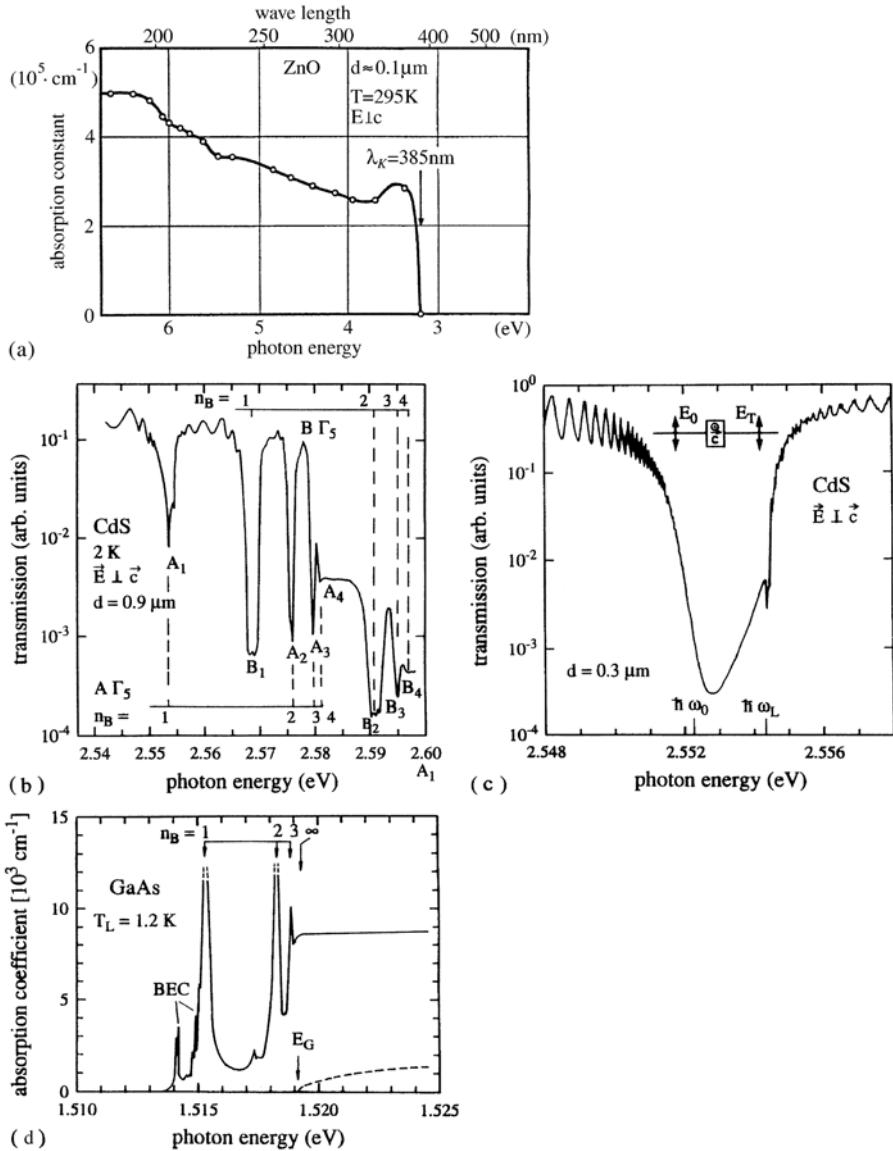 wave length
200 250 300 400 500 (nm)
6
(10⁵· cm⁻¹)
ZnO d≈0.1μm
T=295K
E⊥c
4
λK=385nm
absorption constant
2
0
6 5 4 3 (eV)
photon energy
(a)
nB = 1 2 3 4
10⁻¹
B Γ5
10⁻²
CdS
2 K
E⃗ ⊥ c⃗
d = 0.9 μm
A1
A4
10⁻³
B1 A2 A3
A Γ5
B4
B3
B2
nB = 1 2 3 4
10⁻⁴
transmission (arb. units)
2.54 2.55 2.56 2.57 2.58 2.59 2.60
photon energy (eV)
A1
(b)
10⁰
E0 ET
c⃗
10⁻¹
CdS
E⃗ ⊥ c⃗
10⁻²
10⁻³
d = 0.3 μm
ħω0 ħωL
10⁻⁴
transmission (arb. units)
2.548 2.552 2.556
photon energy (eV)
(c)
15
nB = 1 2 3 ∞
GaAs
TL = 1.2 K
10
BEC
5
EG
0
absorption coefficient [10³ cm⁻¹]
1.510 1.515 1.520 1.525
photon energy (eV)
(d)